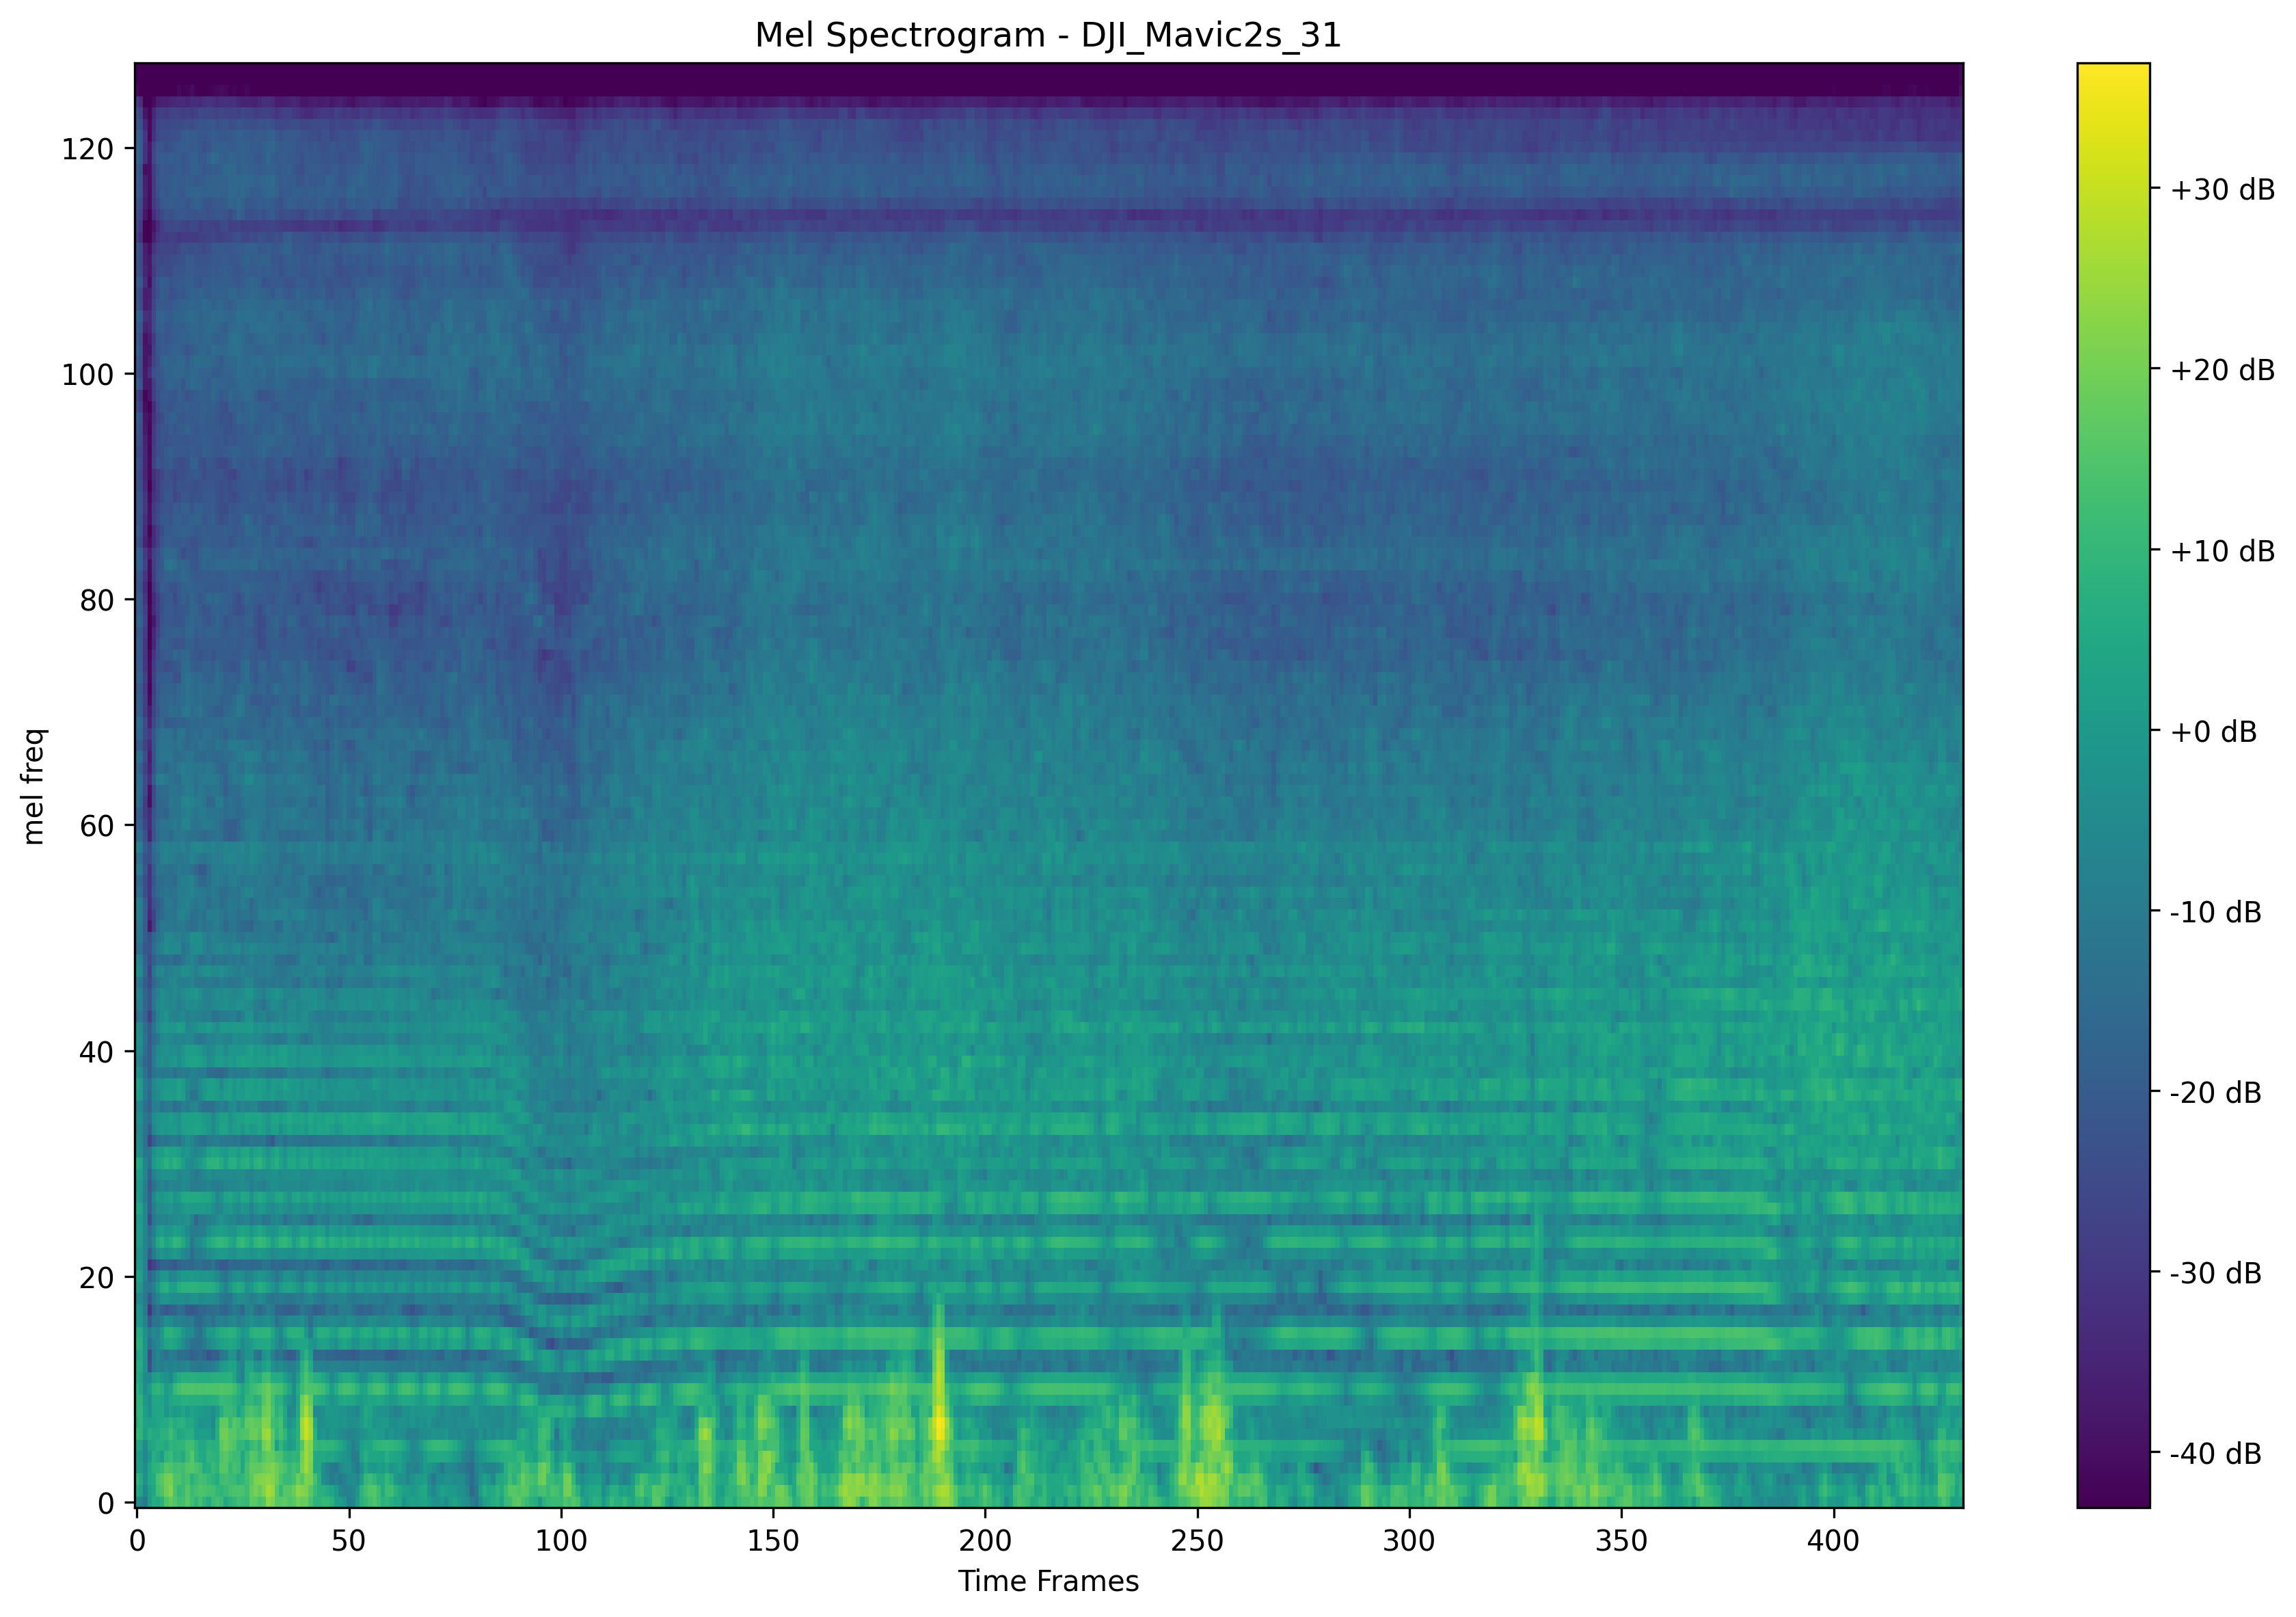 Mel Spectrogram - DJI_Mavic2s_31
mel freq
120
100
80
60
40
20
0
0 50 100 150 200 250 300 350 400
Time Frames
+30 dB
+20 dB
+10 dB
+0 dB
-10 dB
-20 dB
-30 dB
-40 dB